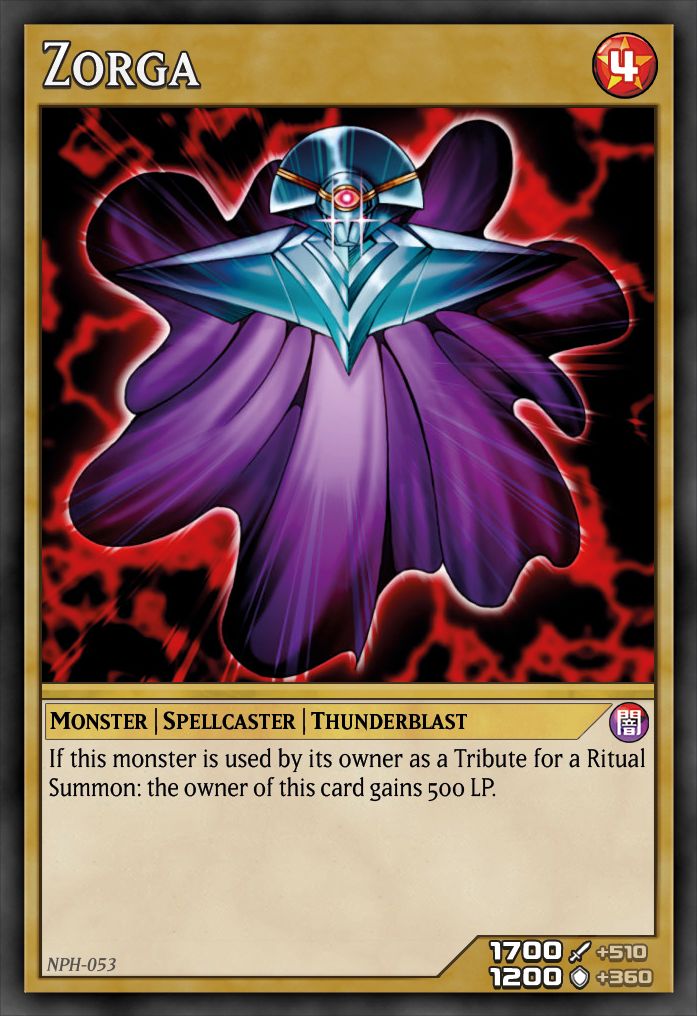 Zorga
4
Monster | Spellcaster | Thunderblast
闇
If this monster is used by its owner as a Tribute for a Ritual
Summon: the owner of this card gains 500 LP.
NPH-053
1700 +510
1200 +360